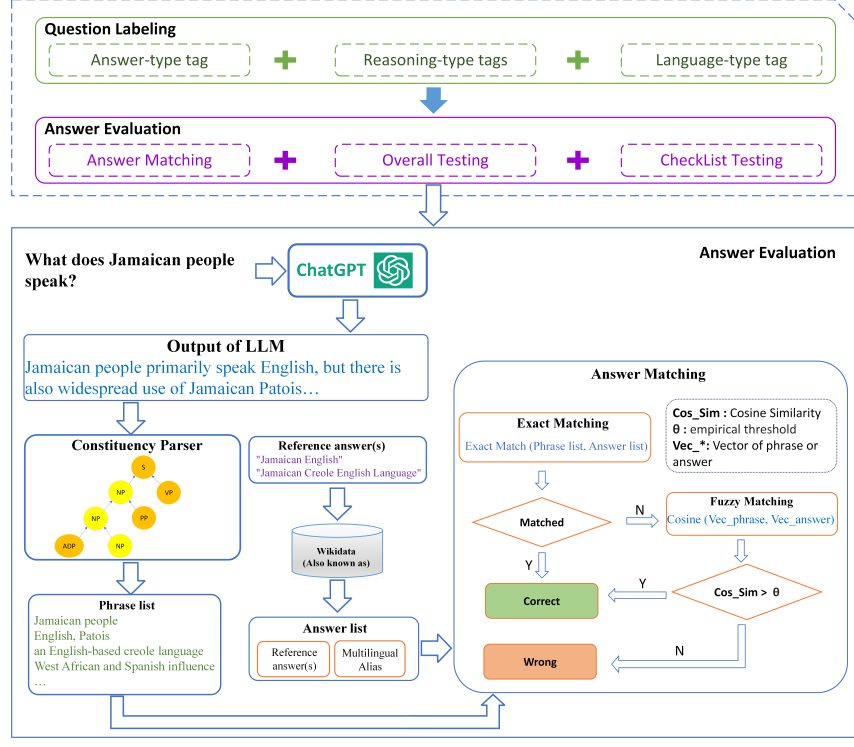 Question Labeling
Answer-type tag
Reasoning-type tags
Language-type tag
Answer Evaluation
Answer Matching
Overall Testing
CheckList Testing
Answer Evaluation
What does Jamaican people
speak?
ChatGPT
Output of LLM
Jamaican people primarily speak English, but there is
also widespread use of Jamaican Patois…
Constituency Parser
S
NP
VP
NP
PP
ADP
NP
Phrase list
Jamaican people
English, Patois
an English-based creole language
West African and Spanish influence
…
Reference answer(s)
"Jamaican English"
"Jamaican Creole English Language"
Wikidata
(Also known as)
Answer list
Reference
answer(s)
Multilingual
Alias
Answer Matching
Cos_Sim : Cosine Similarity
θ : empirical threshold
Vec_*: Vector of phrase or
answer
Exact Matching
Exact Match (Phrase list, Answer list)
Matched
N
Fuzzy Matching
Cosine (Vec_phrase, Vec_answer)
Y
Correct
Y
Cos_Sim > θ
N
Wrong